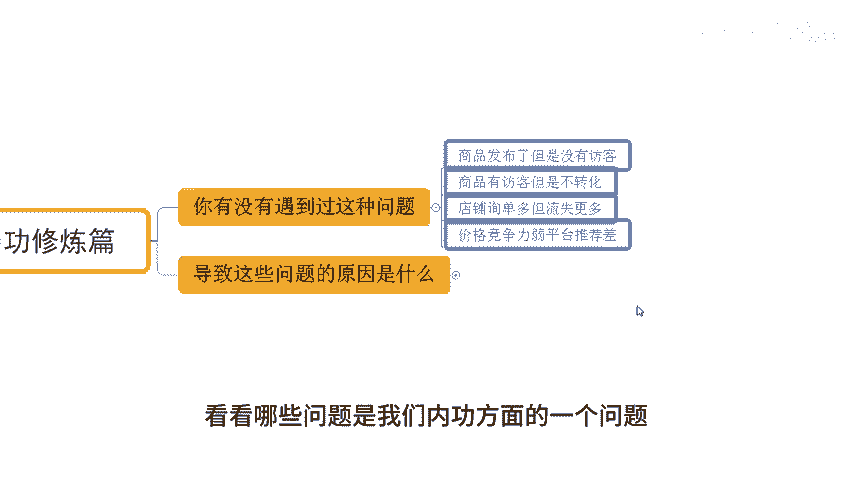 商品发布了但是没有访客
商品有访客但是不转化
你有没有遇到过这种问题
店铺询单多但流失更多
价格竞争力弱平台推荐差
功修炼篇
导致这些问题的原因是什么
看看哪些问题是我们内功方面的一个问题